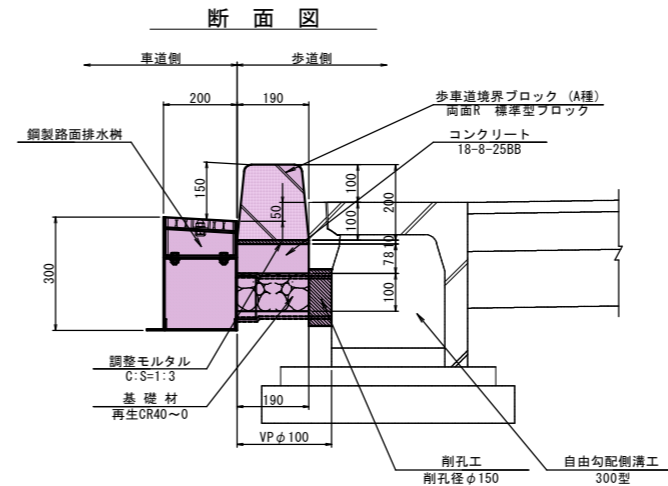 断 面 図
車道側
歩道側
200
190
歩車道境界ブロック (A種)
両面R 標準型ブロック
鋼製路面排水桝
コンクリート
18-8-25BB
150
50
100
100
200
10
78
100
300
調整モルタル
C:S=1:3
基 礎 材
再生CR40~0
190
VPφ100
削孔工
削孔径φ150
自由勾配側溝工
300型